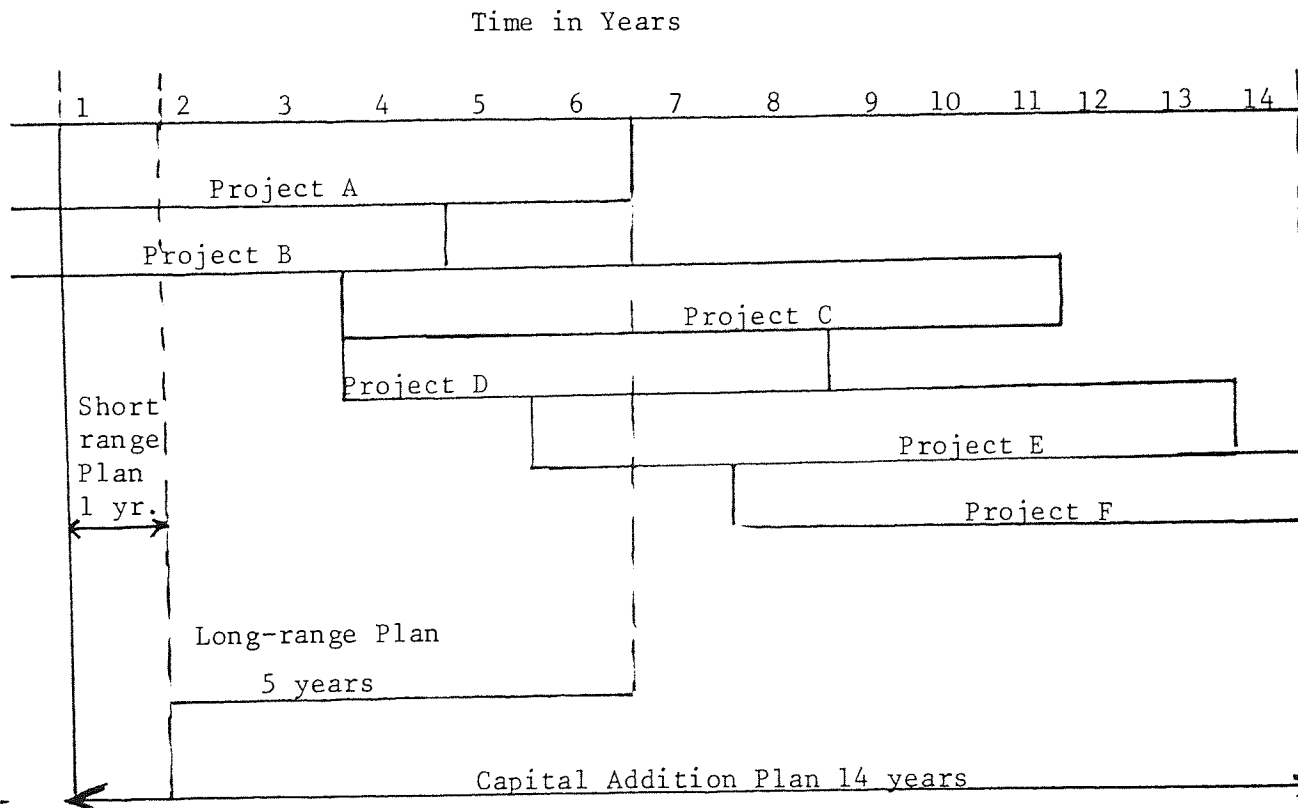 Time in Years
1 2 3 4 5 6 7 8 9 10 11 12 13 14
Project A
Project B
Project C
Project D
Short
range
Plan
1 yr.
Project E
Project F
Long-range Plan
5 years
Capital Addition Plan 14 years